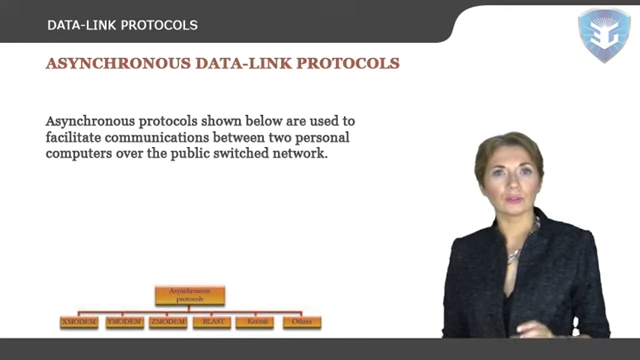 DATA-LINK PROTOCOLS
ASYNCHRONOUS DATA-LINK PROTOCOLS
Asynchronous protocols shown below are used to
facilitate communications between two personal
computers over the public switched network.
Asynchronous
protocols
XMODEM YMODEM ZMODEM BLAST Kermit Others